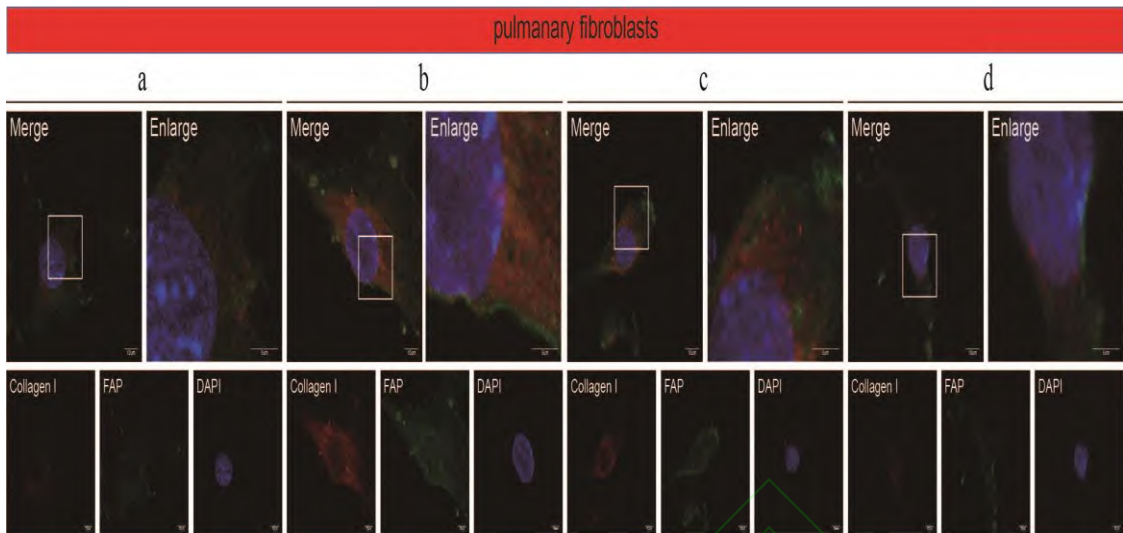 pulmanary fibroblasts
a b c d
Merge Enlarge Merge Enlarge Merge Enlarge Merge Enlarge
Collagen I FAP DAPI Collagen I FAP DAPI Collagen I FAP DAPI Collagen I FAP DAPI